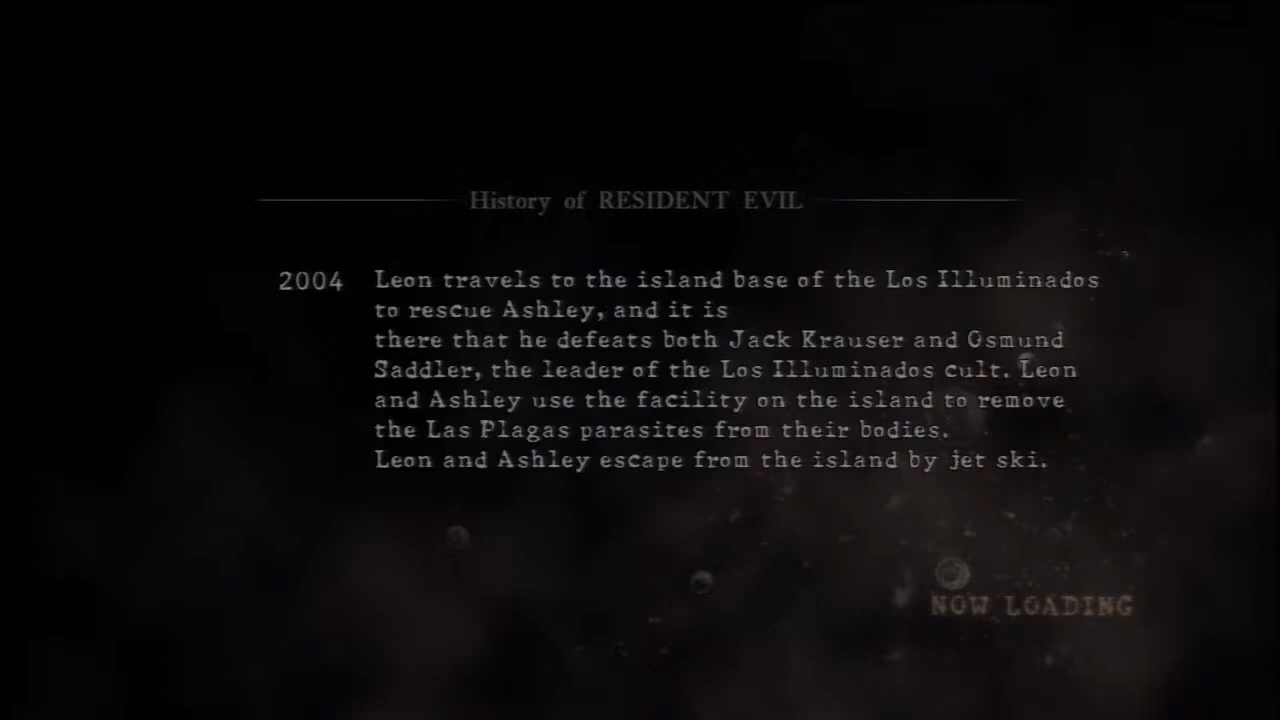 History of RESIDENT EVIL
2004 Leon travels to the island base of the Los Illuminados
to rescue Ashley, and it is
there that he defeats both Jack Krauser and Osmund
Saddler, the leader of the Los Illuminados cult. Leon
and Ashley use the facility on the island to remove
the Las Plagas parasites from their bodies.
Leon and Ashley escape from the island by jet ski.
NOW LOADING